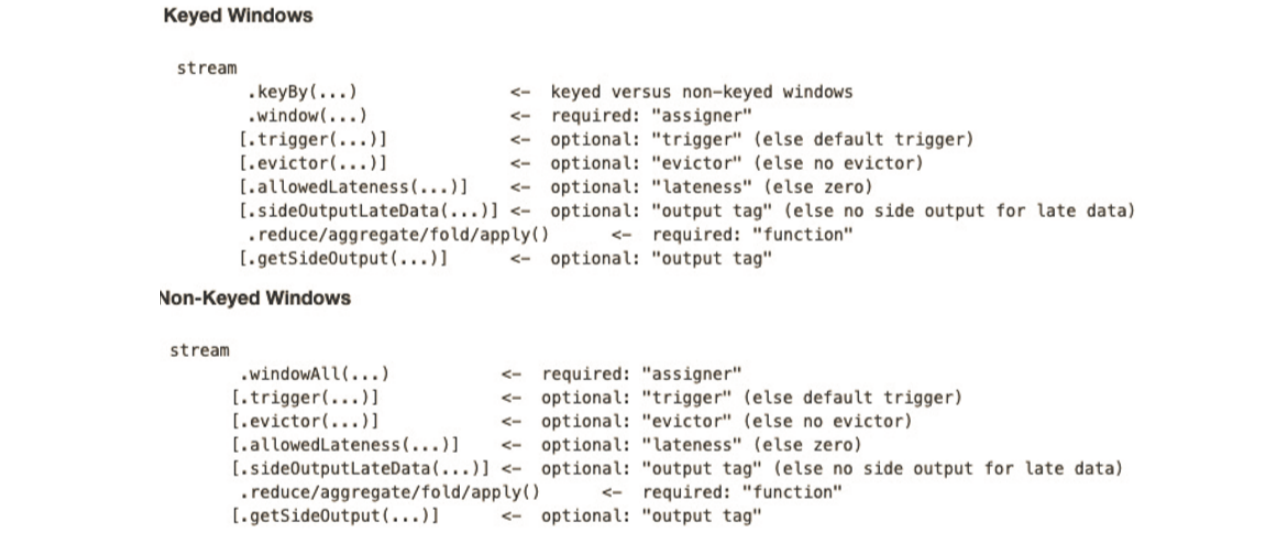 Keyed Windows
stream
.keyBy(...) <- keyed versus non-keyed windows
.window(...) <- required: "assigner"
[.trigger(...)] <- optional: "trigger" (else default trigger)
[.evictor(...)] <- optional: "evictor" (else no evictor)
[.allowedLateness(...)] <- optional: "lateness" (else zero)
[.sideOutputLateData(...)] <- optional: "output tag" (else no side output for late data)
.reduce/aggregate/fold/apply() <- required: "function"
[.getSideOutput(...)] <- optional: "output tag"
Non-Keyed Windows
stream
.windowAll(...) <- required: "assigner"
[.trigger(...)] <- optional: "trigger" (else default trigger)
[.evictor(...)] <- optional: "evictor" (else no evictor)
[.allowedLateness(...)] <- optional: "lateness" (else zero)
[.sideOutputLateData(...)] <- optional: "output tag" (else no side output for late data)
.reduce/aggregate/fold/apply() <- required: "function"
[.getSideOutput(...)] <- optional: "output tag"